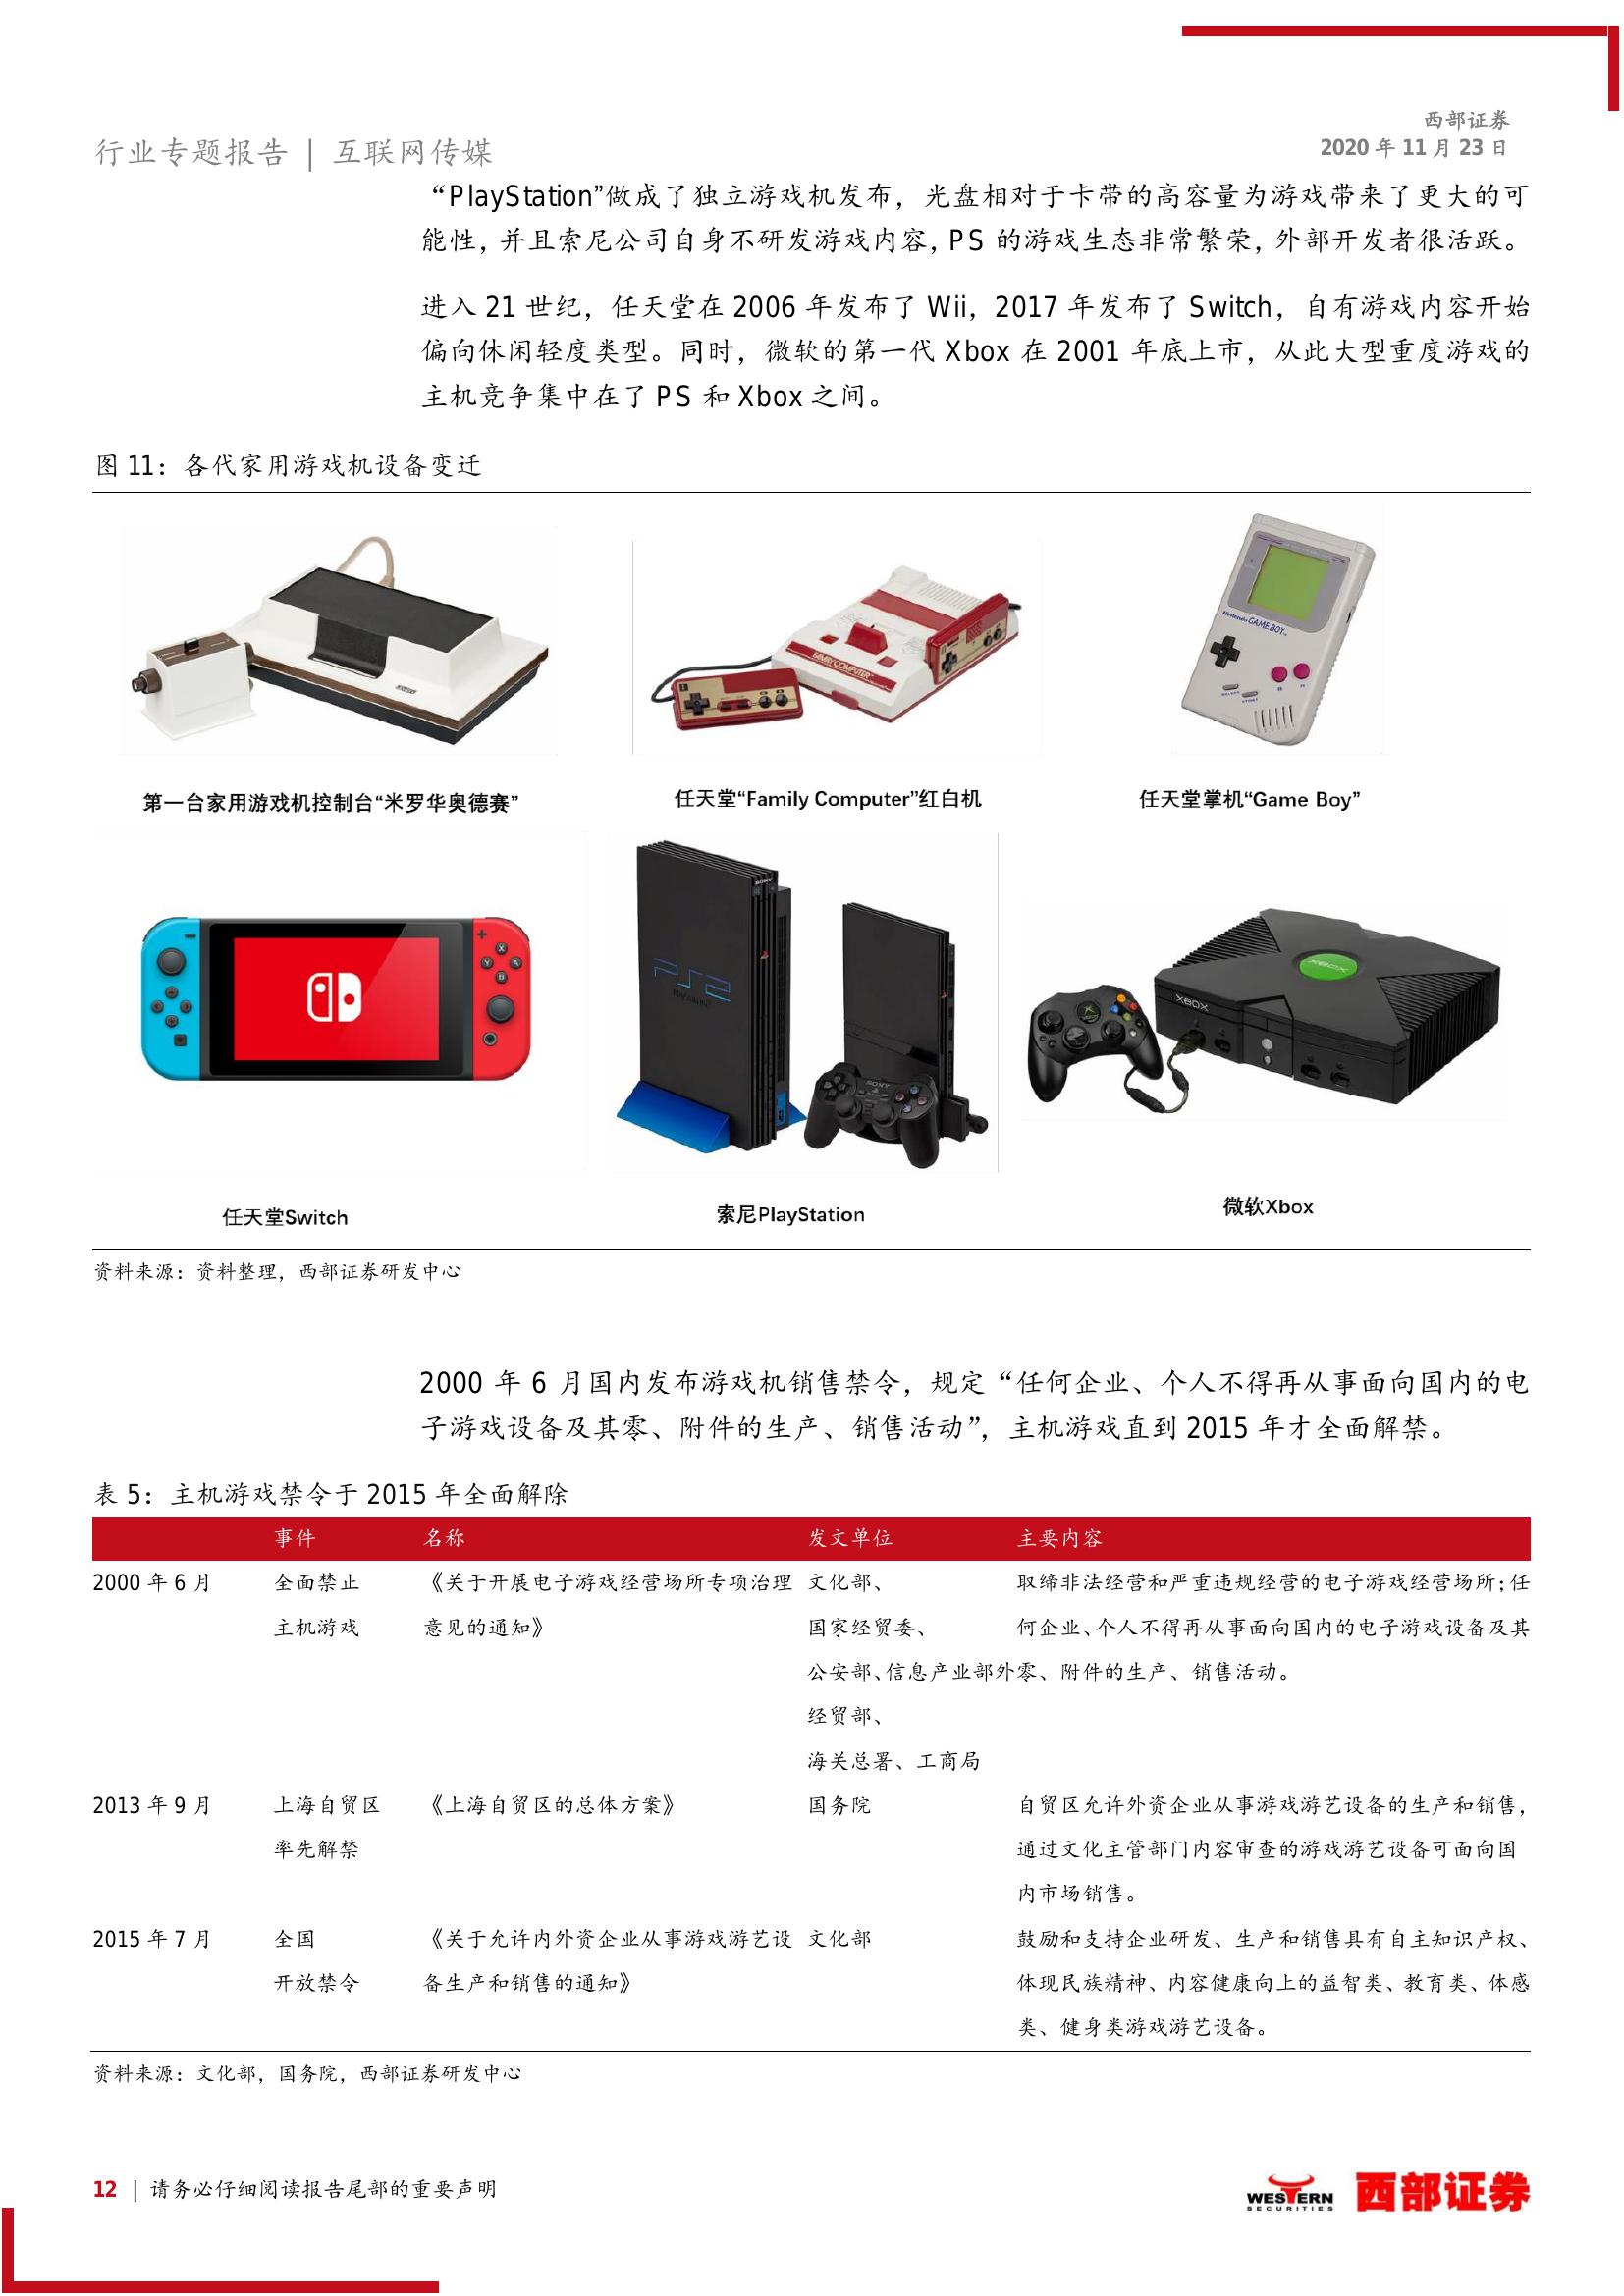 西部证券
2020 年 11 月 23 日
行业专题报告 | 互联网传媒
“PlayStation”做成了独立游戏机发布，光盘相对于卡带的高容量为游戏带来了更大的可
能性，并且索尼公司自身不研发游戏内容，PS 的游戏生态非常繁荣，外部开发者很活跃。
进入 21 世纪，任天堂在 2006 年发布了 Wii，2017 年发布了 Switch，自有游戏内容开始
偏向休闲轻度类型。同时，微软的第一代 Xbox 在 2001 年底上市，从此大型重度游戏的
主机竞争集中在了 PS 和 Xbox 之间。
图 11：各代家用游戏机设备变迁
FAMILY COMPUTER
Nintendo GAME BOY
第一台家用游戏机控制台“米罗华奥德赛”
任天堂“Family Computer”红白机
任天堂掌机“Game Boy”
SONY
PS2
SONY
XBOX
XBOX
任天堂Switch
索尼PlayStation
微软Xbox
资料来源：资料整理，西部证券研发中心
2000 年 6 月国内发布游戏机销售禁令，规定“任何企业、个人不得再从事面向国内的电
子游戏设备及其零、附件的生产、销售活动”，主机游戏直到 2015 年才全面解禁。
表 5：主机游戏禁令于 2015 年全面解除
事件 名称 发文单位 主要内容
2000 年 6 月 全面禁止 《关于开展电子游戏经营场所专项治理 文化部、 取缔非法经营和严重违规经营的电子游戏经营场所；任
主机游戏 意见的通知》 国家经贸委、 何企业、个人不得再从事面向国内的电子游戏设备及其
公安部、信息产业部外零、附件的生产、销售活动。
经贸部、
海关总署、工商局
2013 年 9 月 上海自贸区 《上海自贸区的总体方案》 国务院 自贸区允许外资企业从事游戏游艺设备的生产和销售，
率先解禁 通过文化主管部门内容审查的游戏游艺设备可面向国
内市场销售。
2015 年 7 月 全国 《关于允许内外资企业从事游戏游艺设 文化部 鼓励和支持企业研发、生产和销售具有自主知识产权、
开放禁令 备生产和销售的通知》 体现民族精神、内容健康向上的益智类、教育类、体感
类、健身类游戏游艺设备。
资料来源：文化部，国务院，西部证券研发中心
12 | 请务必仔细阅读报告尾部的重要声明
WESTERN
SECURITIES
西部证券